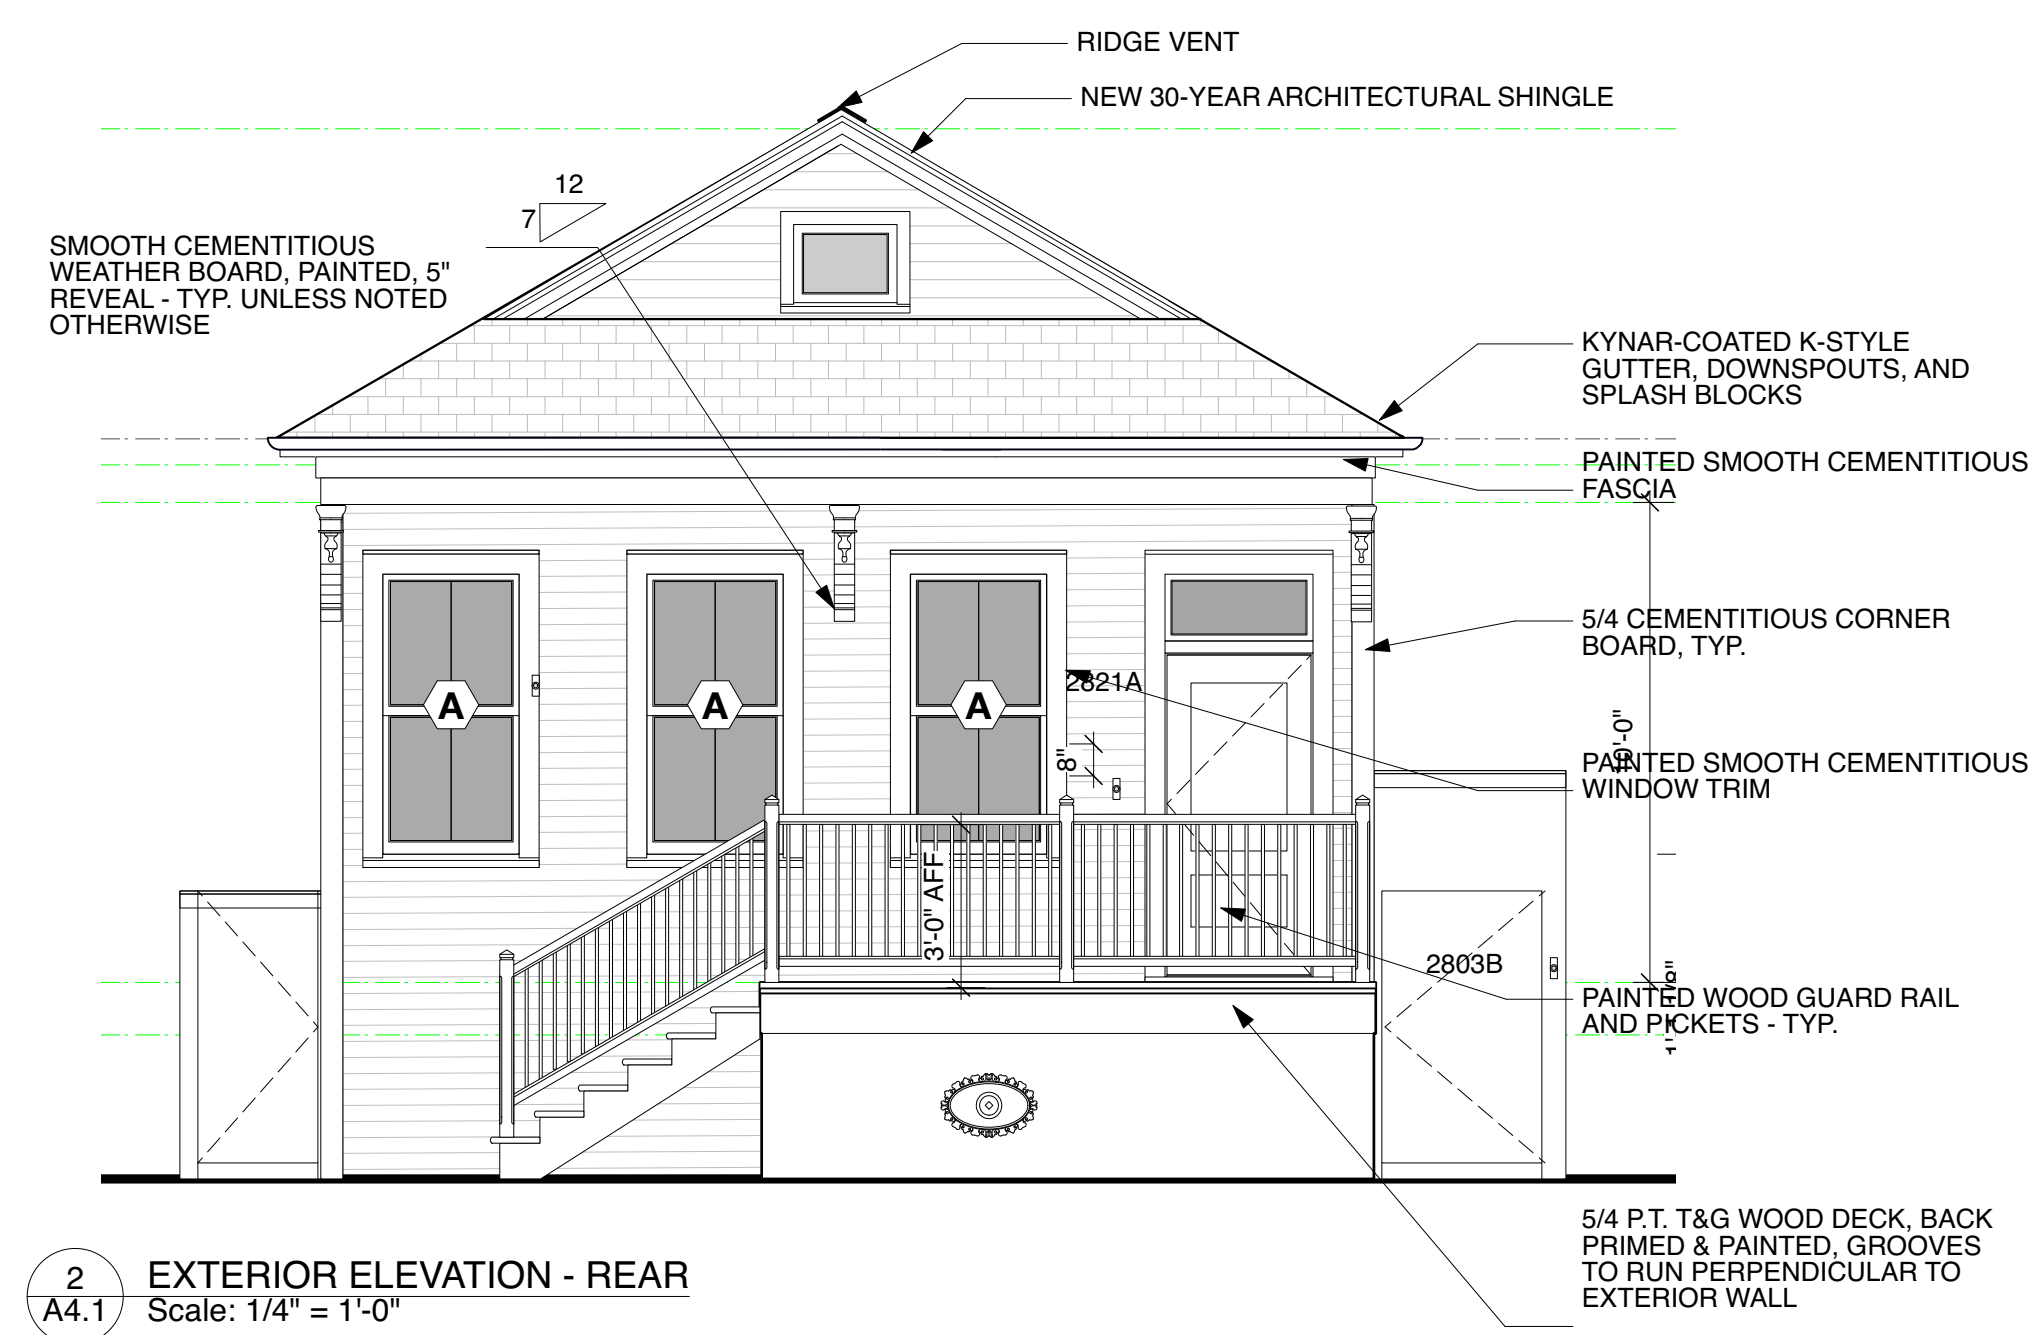 RIDGE VENT
NEW 30-YEAR ARCHITECTURAL SHINGLE
12
7
SMOOTH CEMENTITIOUS
WEATHER BOARD, PAINTED, 5"
REVEAL - TYP. UNLESS NOTED
OTHERWISE
KYNAR-COATED K-STYLE
GUTTER, DOWNSPOUTS, AND
SPLASH BLOCKS
PAINTED SMOOTH CEMENTITIOUS
FASCIA
5/4 CEMENTITIOUS CORNER
BOARD, TYP.
A
A
A
2821A
8"
10'-0"
PAINTED SMOOTH CEMENTITIOUS
WINDOW TRIM
3'-0" AFF
2803B
PAINTED WOOD GUARD RAIL
AND PICKETS - TYP.
5/4 P.T. T&G WOOD DECK, BACK
PRIMED & PAINTED, GROOVES
TO RUN PERPENDICULAR TO
EXTERIOR WALL
2
A4.1
EXTERIOR ELEVATION - REAR
Scale: 1/4" = 1'-0"